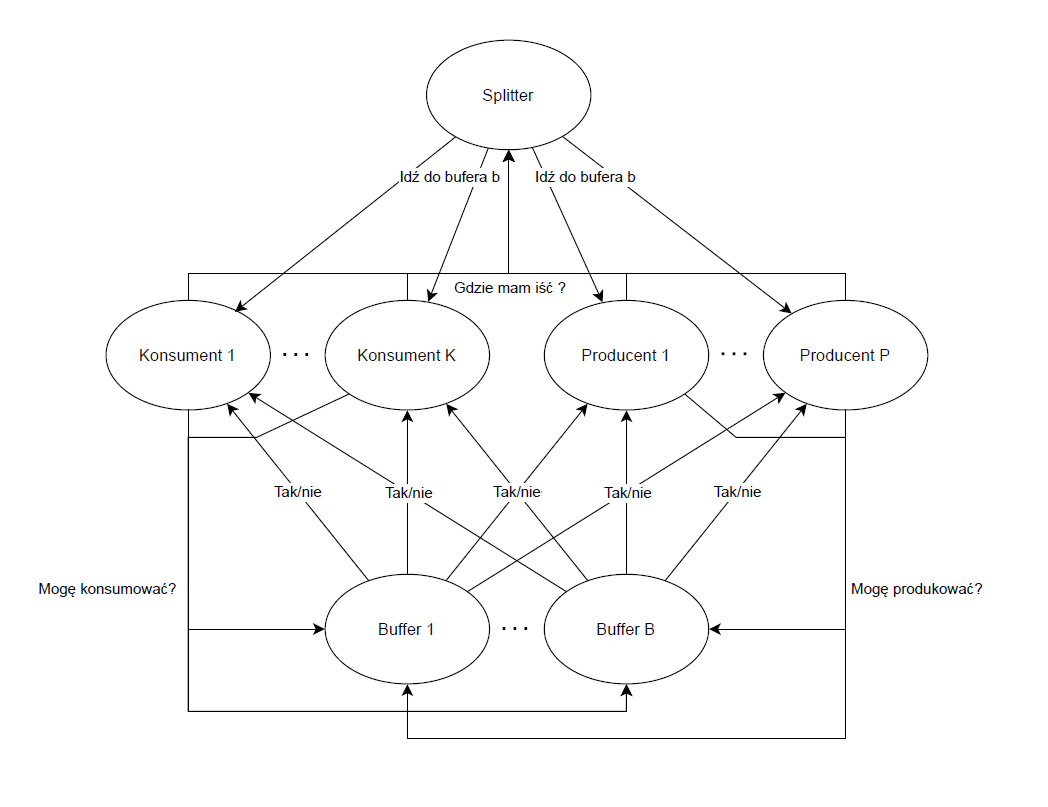 Splitter
Idź do bufera b
Idź do bufera b
Gdzie mam iść ?
Konsument 1
. . .
Konsument K
Producent 1
. . .
Producent P
Tak/nie
Tak/nie
Tak/nie
Tak/nie
Tak/nie
Mogę konsumować?
Mogę produkować?
Buffer 1
. . .
Buffer B